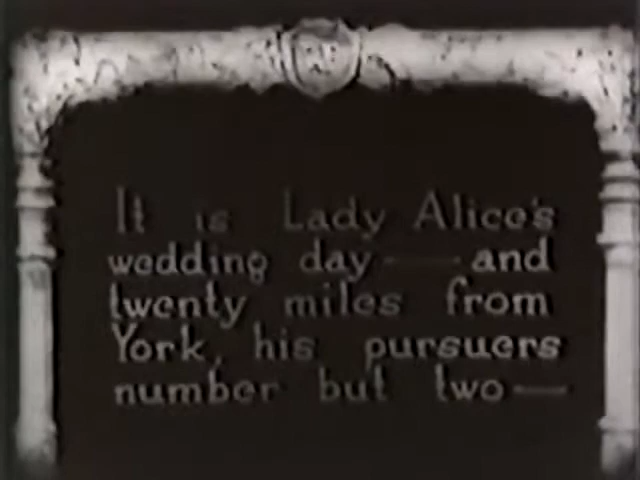 It is Lady Alice's
wedding day — and
twenty miles from
York, his pursuers
number but two —